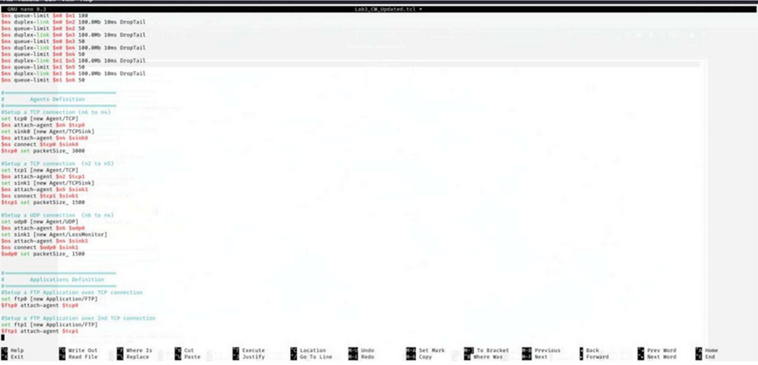 GNU nano 8.3 Lab3_CW_Updated.tcl *
$ns queue-limit $n0 $n1 100
$ns duplex-link $n0 $n2 100.0Mb 10ms DropTail
$ns queue-limit $n0 $n2 50
$ns duplex-link $n0 $n3 100.0Mb 10ms DropTail
$ns queue-limit $n0 $n3 50
$ns duplex-link $n0 $n4 100.0Mb 10ms DropTail
$ns queue-limit $n0 $n4 50
$ns duplex-link $n1 $n5 100.0Mb 10ms DropTail
$ns queue-limit $n1 $n5 50
$ns duplex-link $n1 $n6 100.0Mb 10ms DropTail
$ns queue-limit $n1 $n6 50
# Agents Definition
#Setup a TCP connection (n6 to n4)
set tcp0 [new Agent/TCP]
$ns attach-agent $n6 $tcp0
set sink0 [new Agent/TCPSink]
$ns attach-agent $n4 $sink0
$ns connect $tcp0 $sink0
$tcp0 set packetSize_ 3000
#Setup a TCP connection (n2 to n5)
set tcp1 [new Agent/TCP]
$ns attach-agent $n2 $tcp1
set sink1 [new Agent/TCPSink]
$ns attach-agent $n5 $sink1
$ns connect $tcp1 $sink1
$tcp1 set packetSize_ 1500
#Setup a UDP connection (n6 to n4)
set udp0 [new Agent/UDP]
$ns attach-agent $n6 $udp0
set sink1 [new Agent/LossMonitor]
$ns attach-agent $n4 $sink1
$ns connect $udp0 $sink1
$udp0 set packetSize_ 1500
# Applications Definition
#Setup a FTP Application over TCP connection
set ftp0 [new Application/FTP]
$ftp0 attach-agent $tcp0
#Setup a FTP Application over 2nd TCP connection
set ftp1 [new Application/FTP]
$ftp1 attach-agent $tcp1
Help Write Out Where Is Cut Execute Location Undo Set Mark To Bracket Previous Back Prev Word Home
Exit Read File Replace Paste Justify Go To Line Redo Copy Where Was Next Forward Next Word End